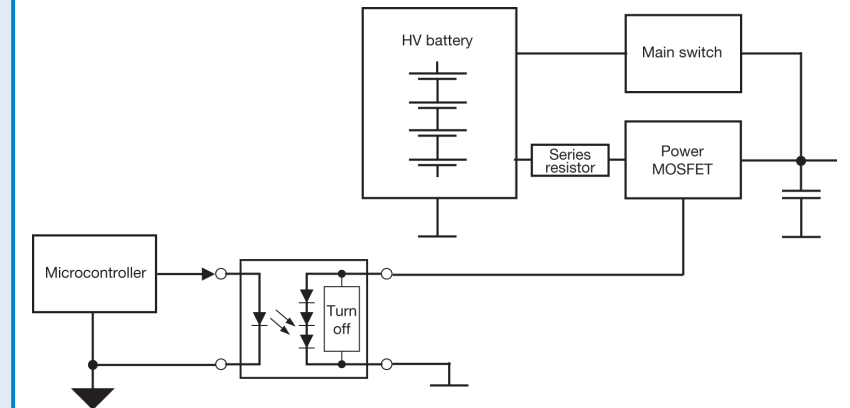 HV battery
Main switch
Series
resistor
Power
MOSFET
Microcontroller
Turn
off